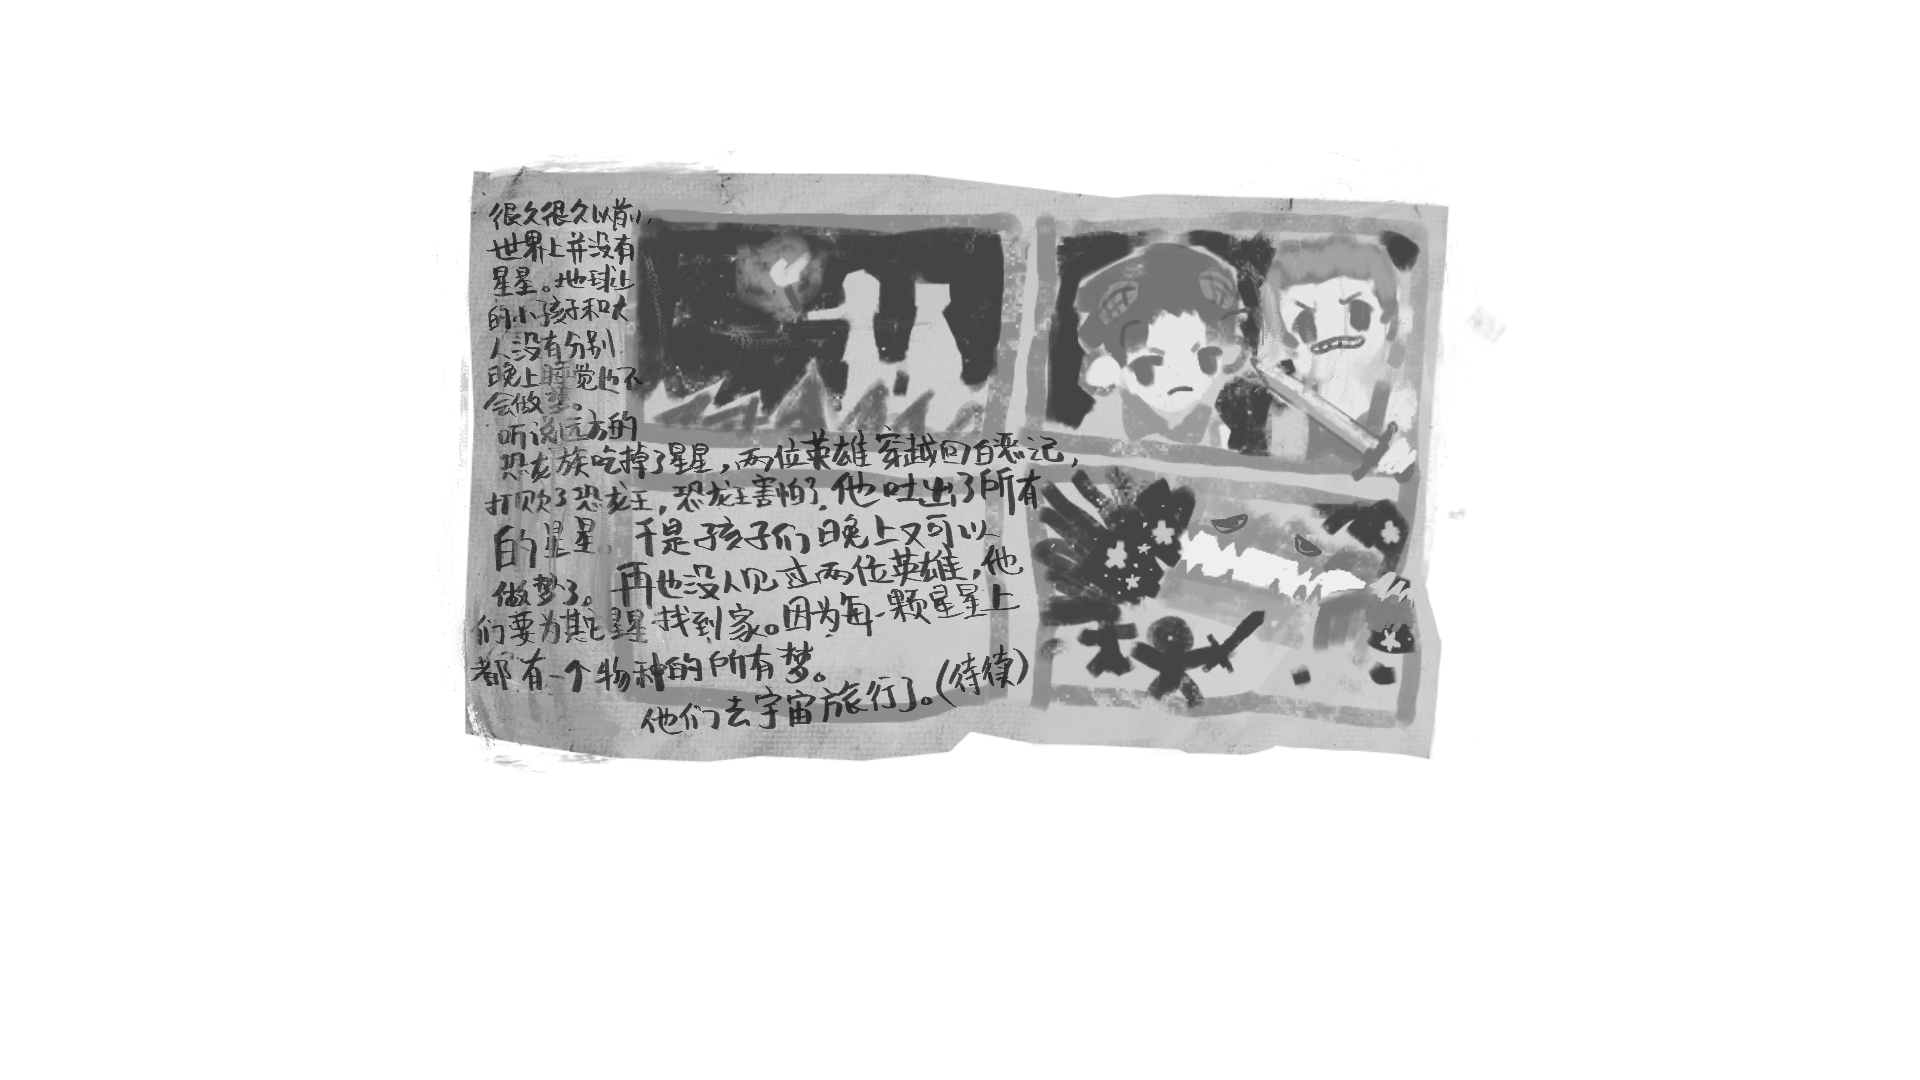 很久很久以前,
世界上并没有
星星。地球上
的小孩子和大
人没有分别
晚上睡觉也不
会做梦。
听说远方的
恐龙族吃掉了星星,两位英雄穿越回白恶记,
打败了恐龙王,恐龙王害怕了,他吐出了所有
的星星。于是孩子们晚上又可以
做梦了。再也没人见过两位英雄,他
们要为其它星星找到家。因为每一颗星星上
都有一个物种的所有梦。
他们去宇宙旅行了。(待续)